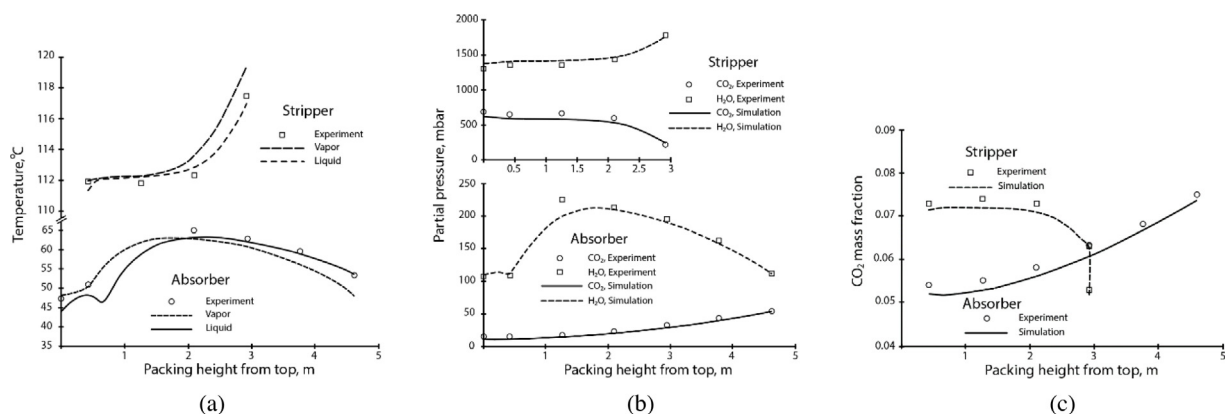 120
118
116
114
112
110
65
60
55
50
45
40
35
Temperature,°C
Stripper
Experiment
Vapor
Liquid
Absorber
Experiment
Vapor
Liquid
0
1
2
3
4
5
Packing height from top, m
(a)
2000
1500
1000
500
0
Partial pressure, mbar
Stripper
CO₂, Experiment
H₂O, Experiment
CO₂, Simulation
H₂O, Simulation
0.5
1
1.5
2
2.5
3
250
200
150
100
50
0
Absorber
CO₂, Experiment
H₂O, Experiment
CO₂, Simulation
H₂O, Simulation
0
1
2
3
4
5
Packing height from top, m
(b)
0.09
0.08
0.07
0.06
0.05
0.04
CO₂ mass fraction
Stripper
Experiment
Simulation
Absorber
Experiment
Simulation
0
1
2
3
4
5
Packing height from top, m
(c)